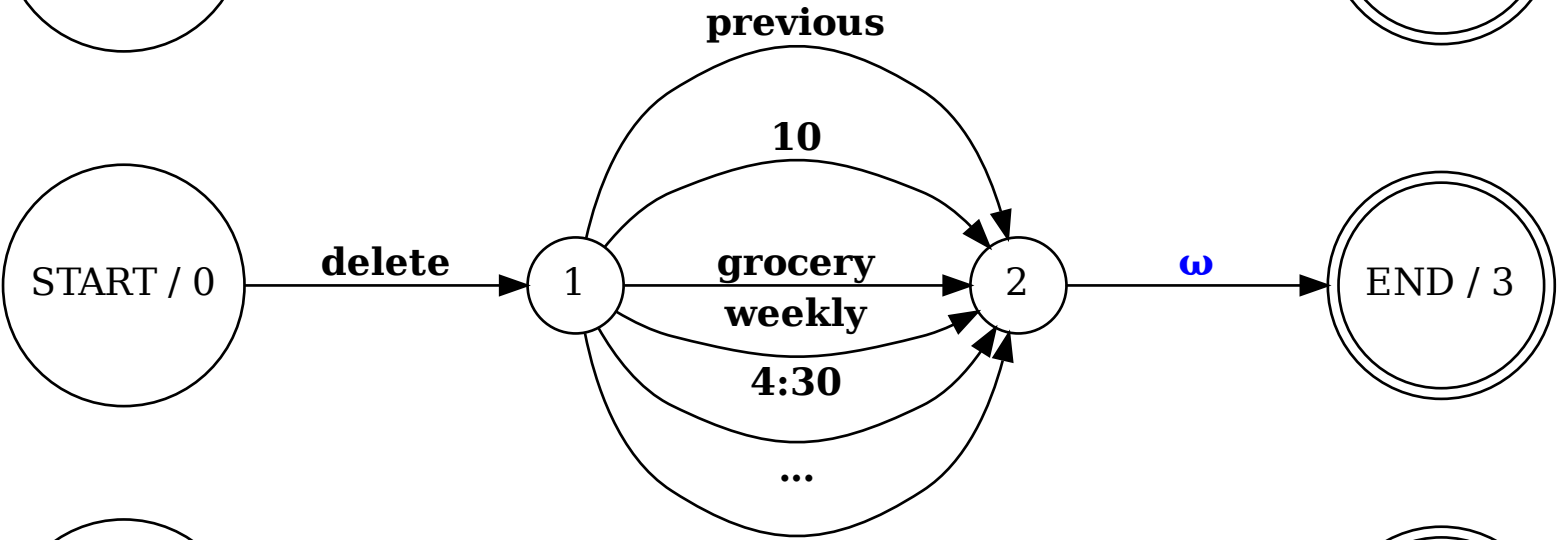 previous
10
START / 0
delete
1
grocery
2
ω
END / 3
weekly
4:30
...